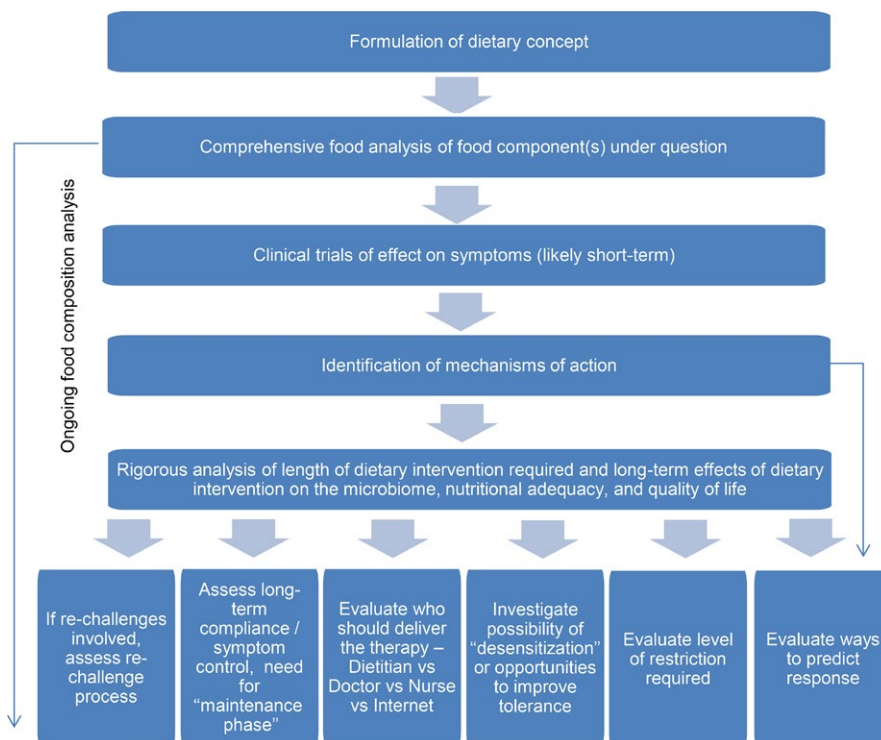 Formulation of dietary concept
Comprehensive food analysis of food component(s) under question
Ongoing food composition analysis
Clinical trials of effect on symptoms (likely short-term)
Identification of mechanisms of action
Rigorous analysis of length of dietary intervention required and long-term effects of dietary
intervention on the microbiome, nutritional adequacy, and quality of life
If re-challenges
involved,
assess re-
challenge
process
Assess long-
term
compliance /
symptom
control, need
for
“maintenance
phase”
Evaluate who
should deliver
the therapy –
Dietitian vs
Doctor vs Nurse
vs Internet
Investigate
possibility of
“desensitization”
or opportunities
to improve
tolerance
Evaluate level
of restriction
required
Evaluate ways
to predict
response